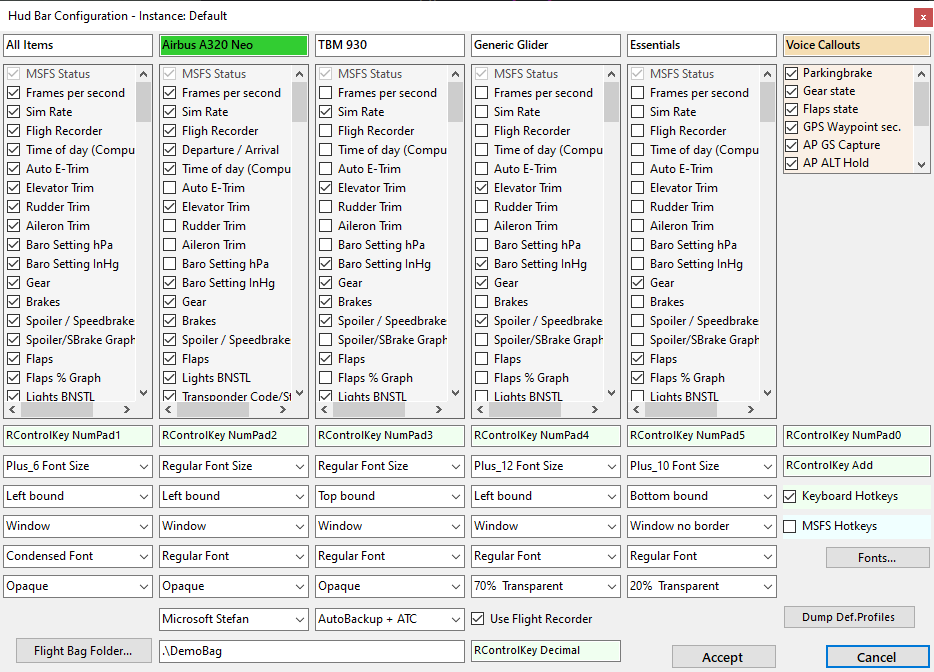 Hud Bar Configuration - Instance: Default
x
All Items
MSFS Status
Frames per second
Sim Rate
Fligh Recorder
Time of day (Compu
Auto E-Trim
Elevator Trim
Rudder Trim
Aileron Trim
Baro Setting hPa
Baro Setting InHg
Gear
Brakes
Spoiler / Speedbrake
Spoiler/SBrake Graph
Flaps
Flaps % Graph
Lights BNSTL
RControlKey NumPad1
Plus_6 Font Size
Left bound
Window
Condensed Font
Opaque
Airbus A320 Neo
MSFS Status
Frames per second
Sim Rate
Fligh Recorder
Departure / Arrival
Time of day (Compu
Auto E-Trim
Elevator Trim
Rudder Trim
Aileron Trim
Baro Setting hPa
Baro Setting InHg
Gear
Brakes
Spoiler / Speedbrake
Flaps
Lights BNSTL
Transponder Code/St
RControlKey NumPad2
Regular Font Size
Left bound
Window
Regular Font
Opaque
TBM 930
MSFS Status
Frames per second
Sim Rate
Fligh Recorder
Time of day (Compu
Auto E-Trim
Elevator Trim
Rudder Trim
Aileron Trim
Baro Setting hPa
Baro Setting InHg
Gear
Brakes
Spoiler / Speedbrake
Spoiler/SBrake Graph
Flaps
Flaps % Graph
Lights BNSTL
RControlKey NumPad3
Regular Font Size
Top bound
Window
Regular Font
Opaque
Generic Glider
MSFS Status
Frames per second
Sim Rate
Fligh Recorder
Time of day (Compu
Auto E-Trim
Elevator Trim
Rudder Trim
Aileron Trim
Baro Setting hPa
Baro Setting InHg
Gear
Brakes
Spoiler / Speedbrake
Spoiler/SBrake Graph
Flaps
Flaps % Graph
Lights BNSTL
RControlKey NumPad4
Plus_12 Font Size
Left bound
Window
Regular Font
70% Transparent
Essentials
MSFS Status
Frames per second
Sim Rate
Fligh Recorder
Time of day (Compu
Auto E-Trim
Elevator Trim
Rudder Trim
Aileron Trim
Baro Setting hPa
Baro Setting InHg
Gear
Brakes
Spoiler / Speedbrake
Spoiler/SBrake Graph
Flaps
Flaps % Graph
Lights BNSTL
RControlKey NumPad5
Plus_10 Font Size
Bottom bound
Window no border
Regular Font
20% Transparent
Voice Callouts
Parkingbrake
Gear state
Flaps state
GPS Waypoint sec.
AP GS Capture
AP ALT Hold
RControlKey NumPad0
RControlKey Add
Keyboard Hotkeys
MSFS Hotkeys
Fonts...
Microsoft Stefan
AutoBackup + ATC
Use Flight Recorder
Dump Def.Profiles
Flight Bag Folder...
.\DemoBag
RControlKey Decimal
Accept
Cancel